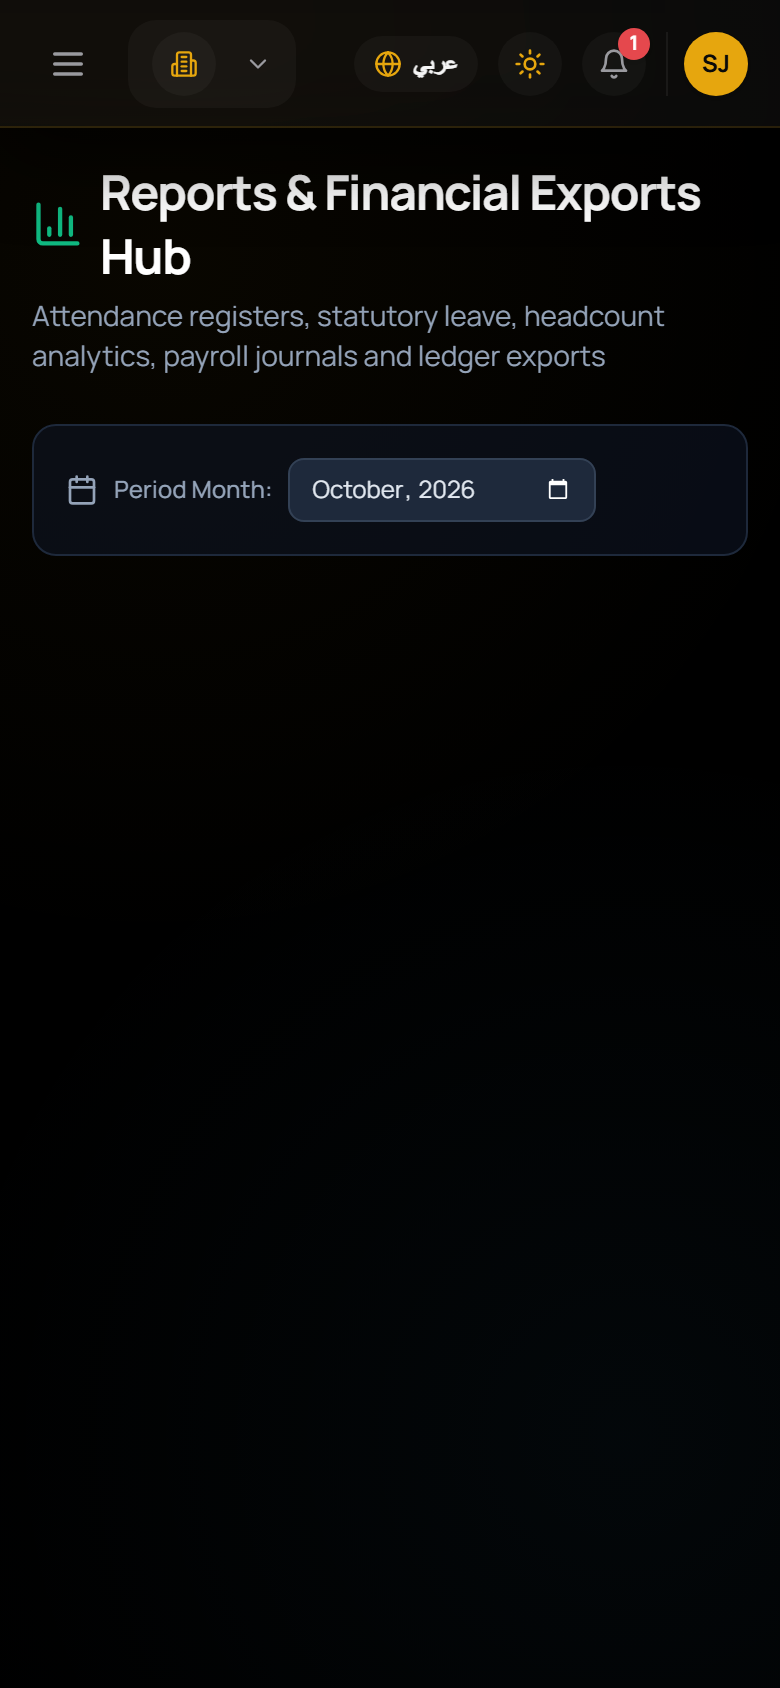 عربي
1
SJ
Reports & Financial Exports
Hub
Attendance registers, statutory leave, headcount
analytics, payroll journals and ledger exports
Period Month:
October, 2026